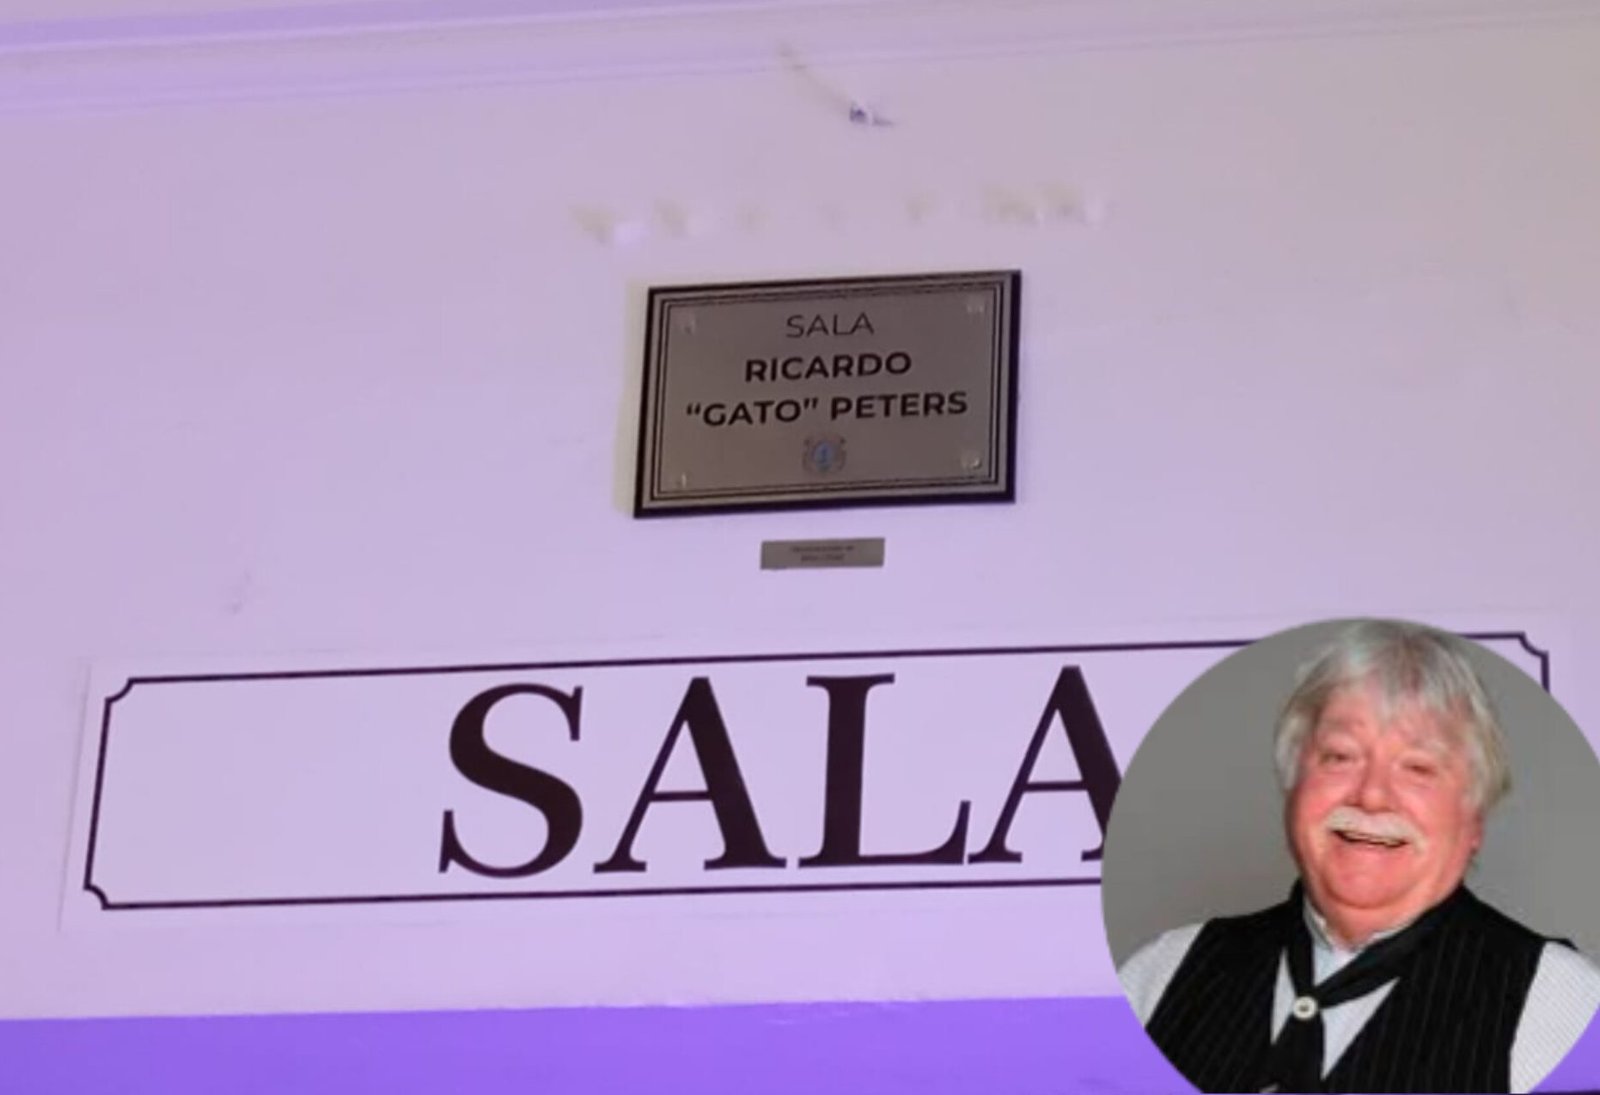 SALA
RICARDO
“GATO” PETERS
SALA